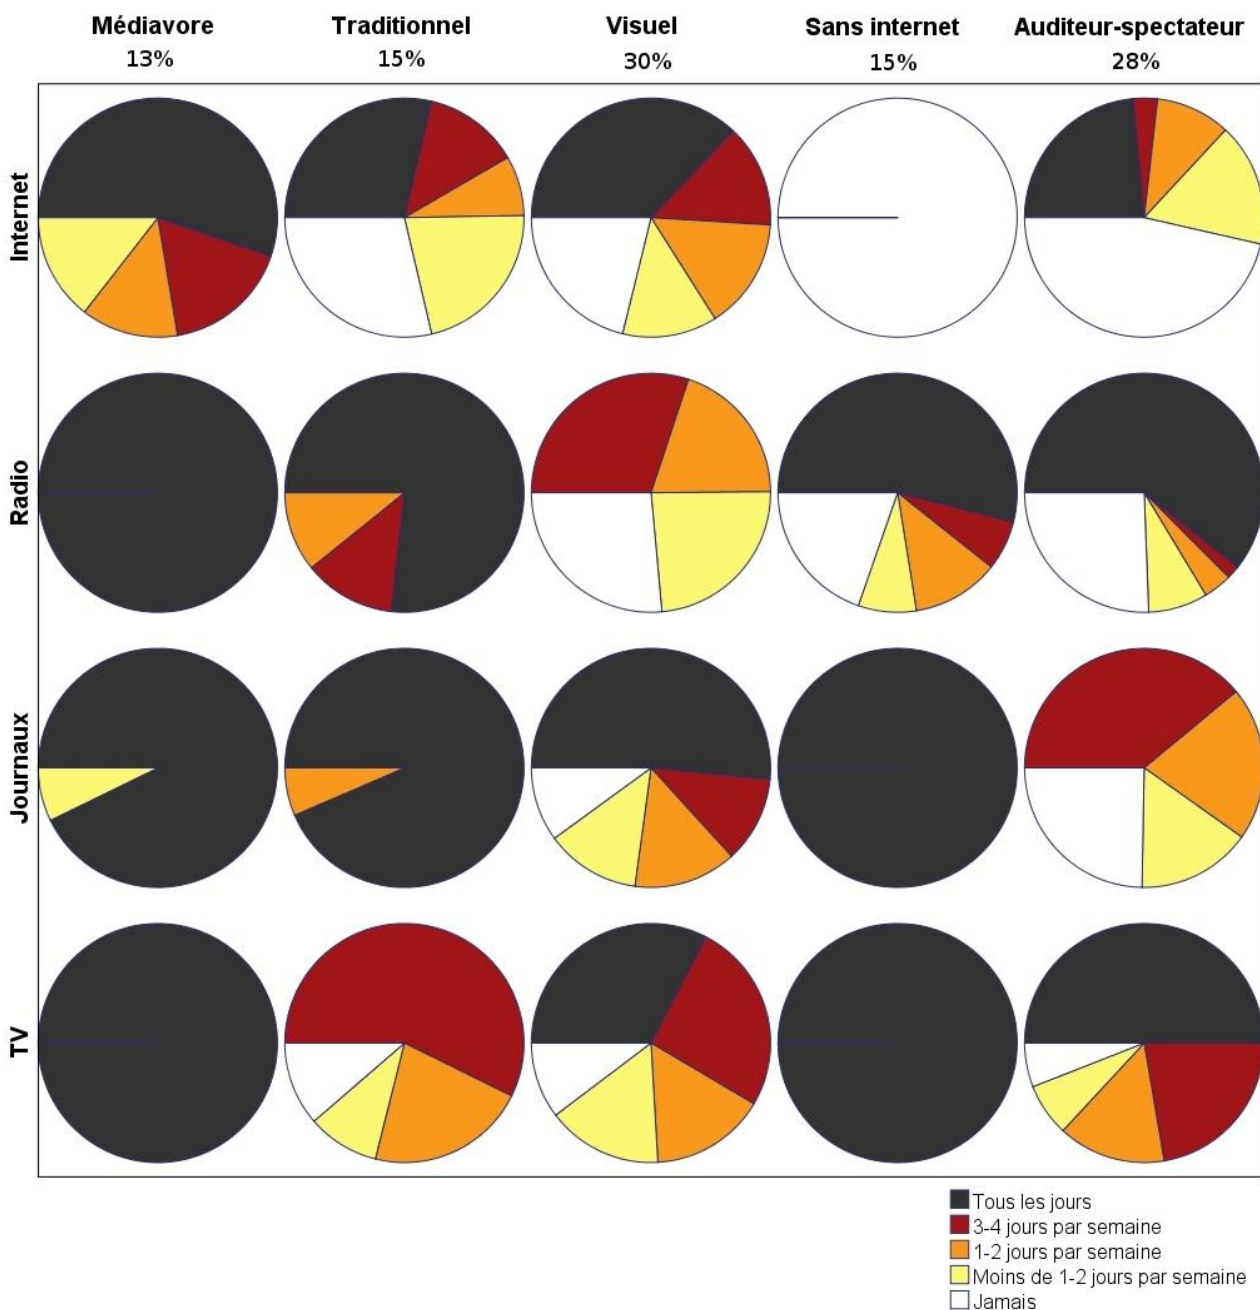 Médiavore Traditionnel Visuel Sans internet Auditeur-spectateur
13% 15% 30% 15% 28%
Internet
Radio
Journaux
TV
Tous les jours
3-4 jours par semaine
1-2 jours par semaine
Moins de 1-2 jours par semaine
Jamais